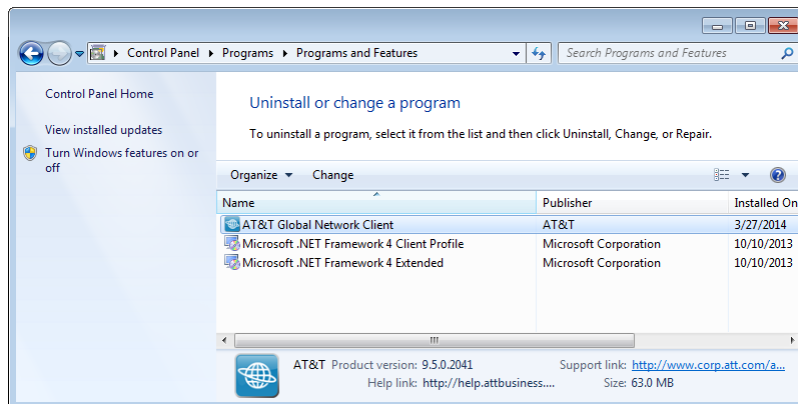 Control Panel Programs Programs and Features
Search Programs and Features
Control Panel Home
View installed updates
Turn Windows features on or
off
Uninstall or change a program
To uninstall a program, select it from the list and then click Uninstall, Change, or Repair.
Organize Change
Name Publisher Installed On
AT&T Global Network Client AT&T 3/27/2014
Microsoft .NET Framework 4 Client Profile Microsoft Corporation 10/10/2013
Microsoft .NET Framework 4 Extended Microsoft Corporation 10/10/2013
AT&T Product version: 9.5.0.2041 Support link: http://www.corp.att.com/a...
Help link: http://help.attbusiness.... Size: 63.0 MB